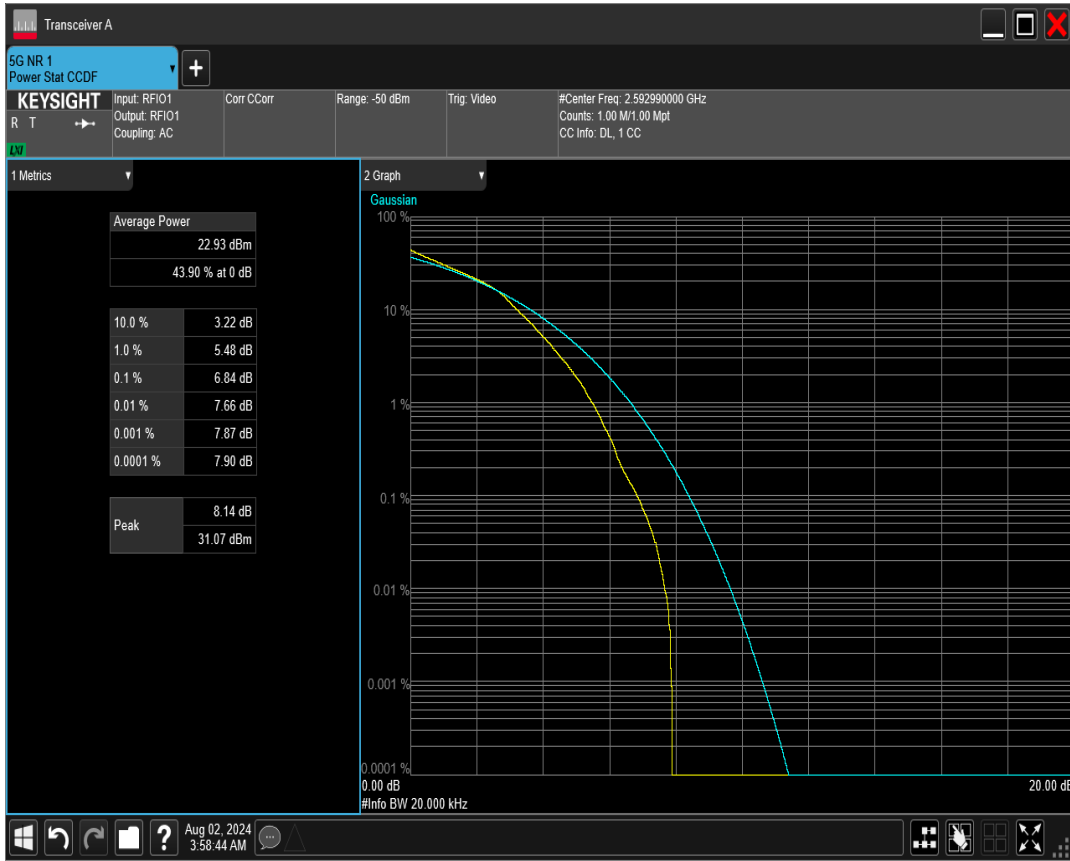 Transceiver A
5G NR 1
Power Stat CCDF
+
KEYSIGHT
R T
LXI
Input: RFIO1
Output: RFIO1
Coupling: AC
Corr CCorr
Range: -50 dBm
Trig: Video
#Center Freq: 2.592990000 GHz
Counts: 1.00 M/1.00 Mpt
CC Info: DL, 1 CC
1 Metrics
Average Power
22.93 dBm
43.90 % at 0 dB
10.0 % 3.22 dB
1.0 % 5.48 dB
0.1 % 6.84 dB
0.01 % 7.66 dB
0.001 % 7.87 dB
0.0001 % 7.90 dB
Peak
8.14 dB
31.07 dBm
2 Graph
Gaussian
100 %
10 %
1 %
0.1 %
0.01 %
0.001 %
0.0001 %
0.00 dB 20.00 dB
#Info BW 20.000 kHz
?
Aug 02, 2024
3:58:44 AM